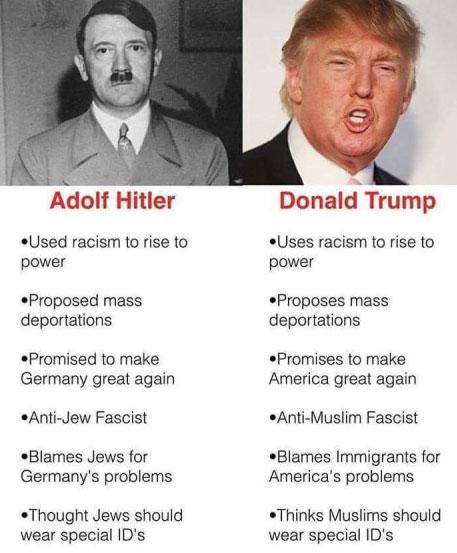 Adolf Hitler
•Used racism to rise to
power
•Proposed mass
deportations
•Promised to make
Germany great again
•Anti-Jew Fascist
•Blames Jews for
Germany's problems
•Thought Jews should
wear special ID's
Donald Trump
•Uses racism to rise to
power
•Proposes mass
deportations
•Promises to make
America great again
•Anti-Muslim Fascist
•Blames Immigrants for
America's problems
•Thinks Muslims should
wear special ID's